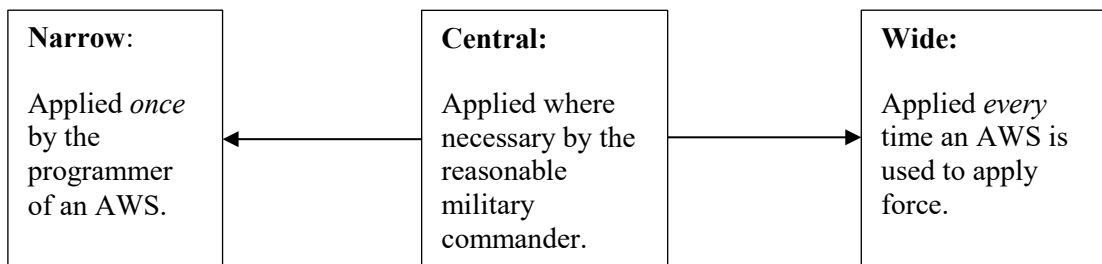 Narrow:
Applied once
by the
programmer
of an AWS.
Central:
Applied where
necessary by the
reasonable
military
commander.
Wide:
Applied every
time an AWS is
used to apply
force.